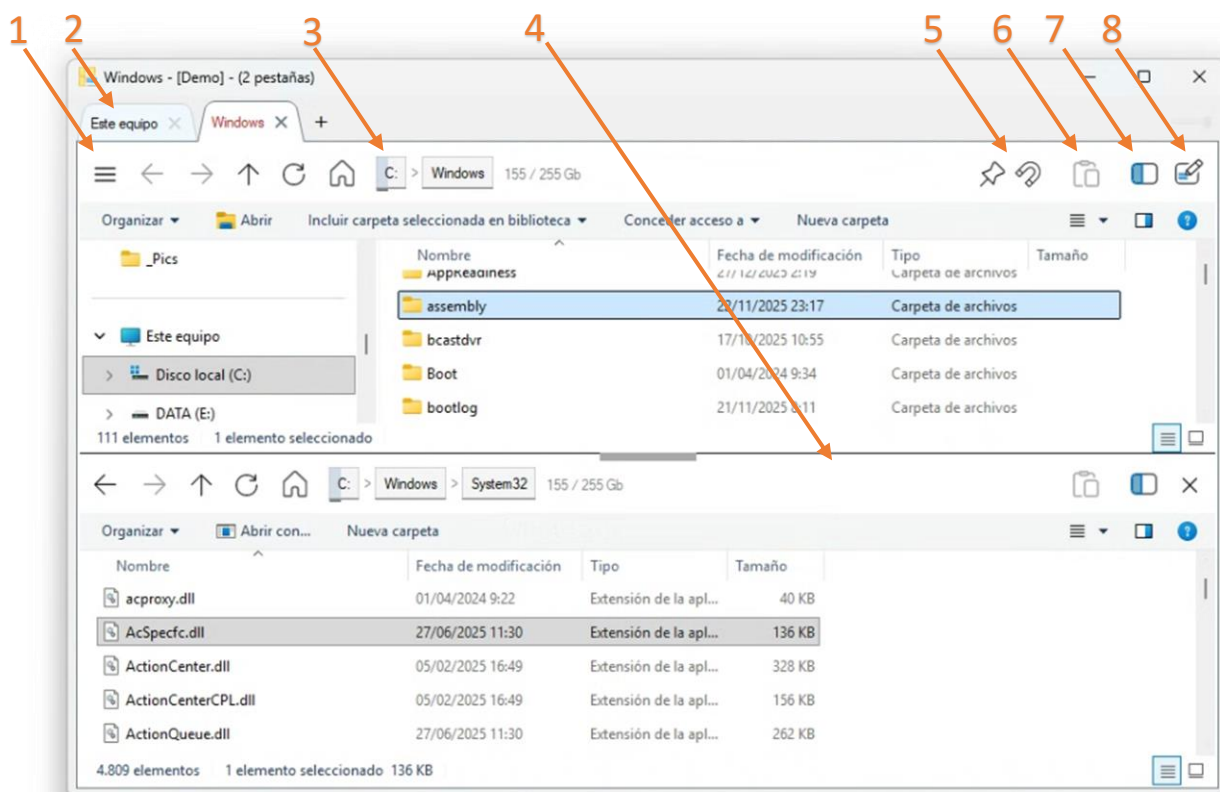 1 2 3 4 5 6 7 8
Windows - [Demo] - (2 pestañas)
Este equipo Windows +
C: > Windows 155 / 255 Gb
Organizar Abrir Incluir carpeta seleccionada en biblioteca Conceder acceso a Nueva carpeta
_Pics
Nombre Fecha de modificación Tipo Tamaño
AppReadiness 27/12/2025 2:19 Carpeta de archivos
assembly 23/11/2025 23:17 Carpeta de archivos
Este equipo
bcastdvr 17/10/2025 10:55 Carpeta de archivos
Disco local (C:)
Boot 01/04/2024 9:34 Carpeta de archivos
DATA (E:)
bootlog 21/11/2025 8:11 Carpeta de archivos
111 elementos 1 elemento seleccionado
C: > Windows > System32 155 / 255 Gb
Organizar Abrir con... Nueva carpeta
Nombre Fecha de modificación Tipo Tamaño
acproxy.dll 01/04/2024 9:22 Extensión de la apl... 40 KB
AcSpecfc.dll 27/06/2025 11:30 Extensión de la apl... 136 KB
ActionCenter.dll 05/02/2025 16:49 Extensión de la apl... 328 KB
ActionCenterCPL.dll 05/02/2025 16:49 Extensión de la apl... 156 KB
ActionQueue.dll 27/06/2025 11:30 Extensión de la apl... 262 KB
4.809 elementos 1 elemento seleccionado 136 KB